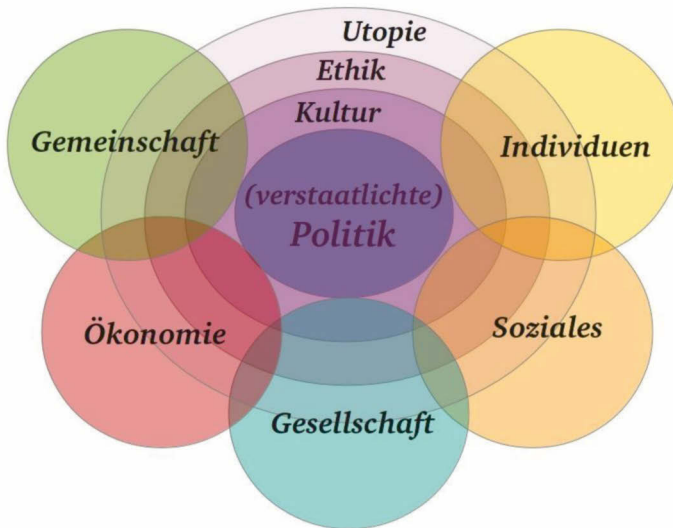 Utopie
Ethik
Kultur
Gemeinschaft
Individuen
(verstaatlichte)
Politik
Ökonomie
Soziales
Gesellschaft